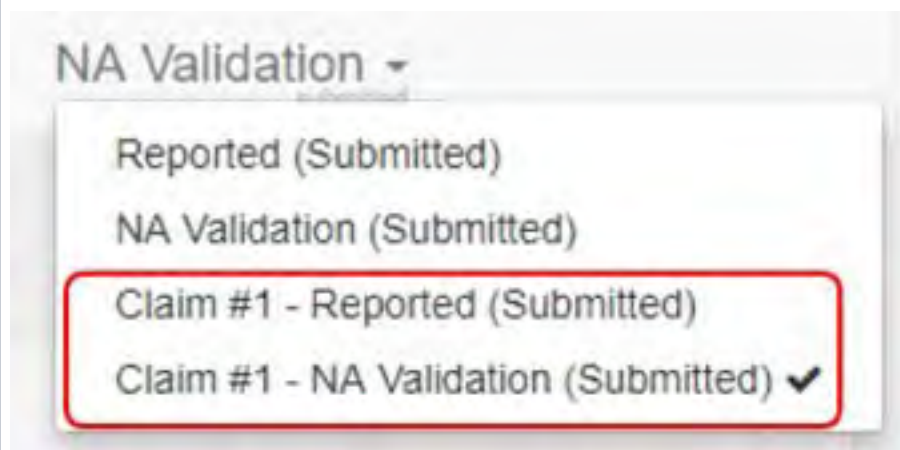 NA Validation
Reported (Submitted)
NA Validation (Submitted)
Claim #1 - Reported (Submitted)
Claim #1 - NA Validation (Submitted)